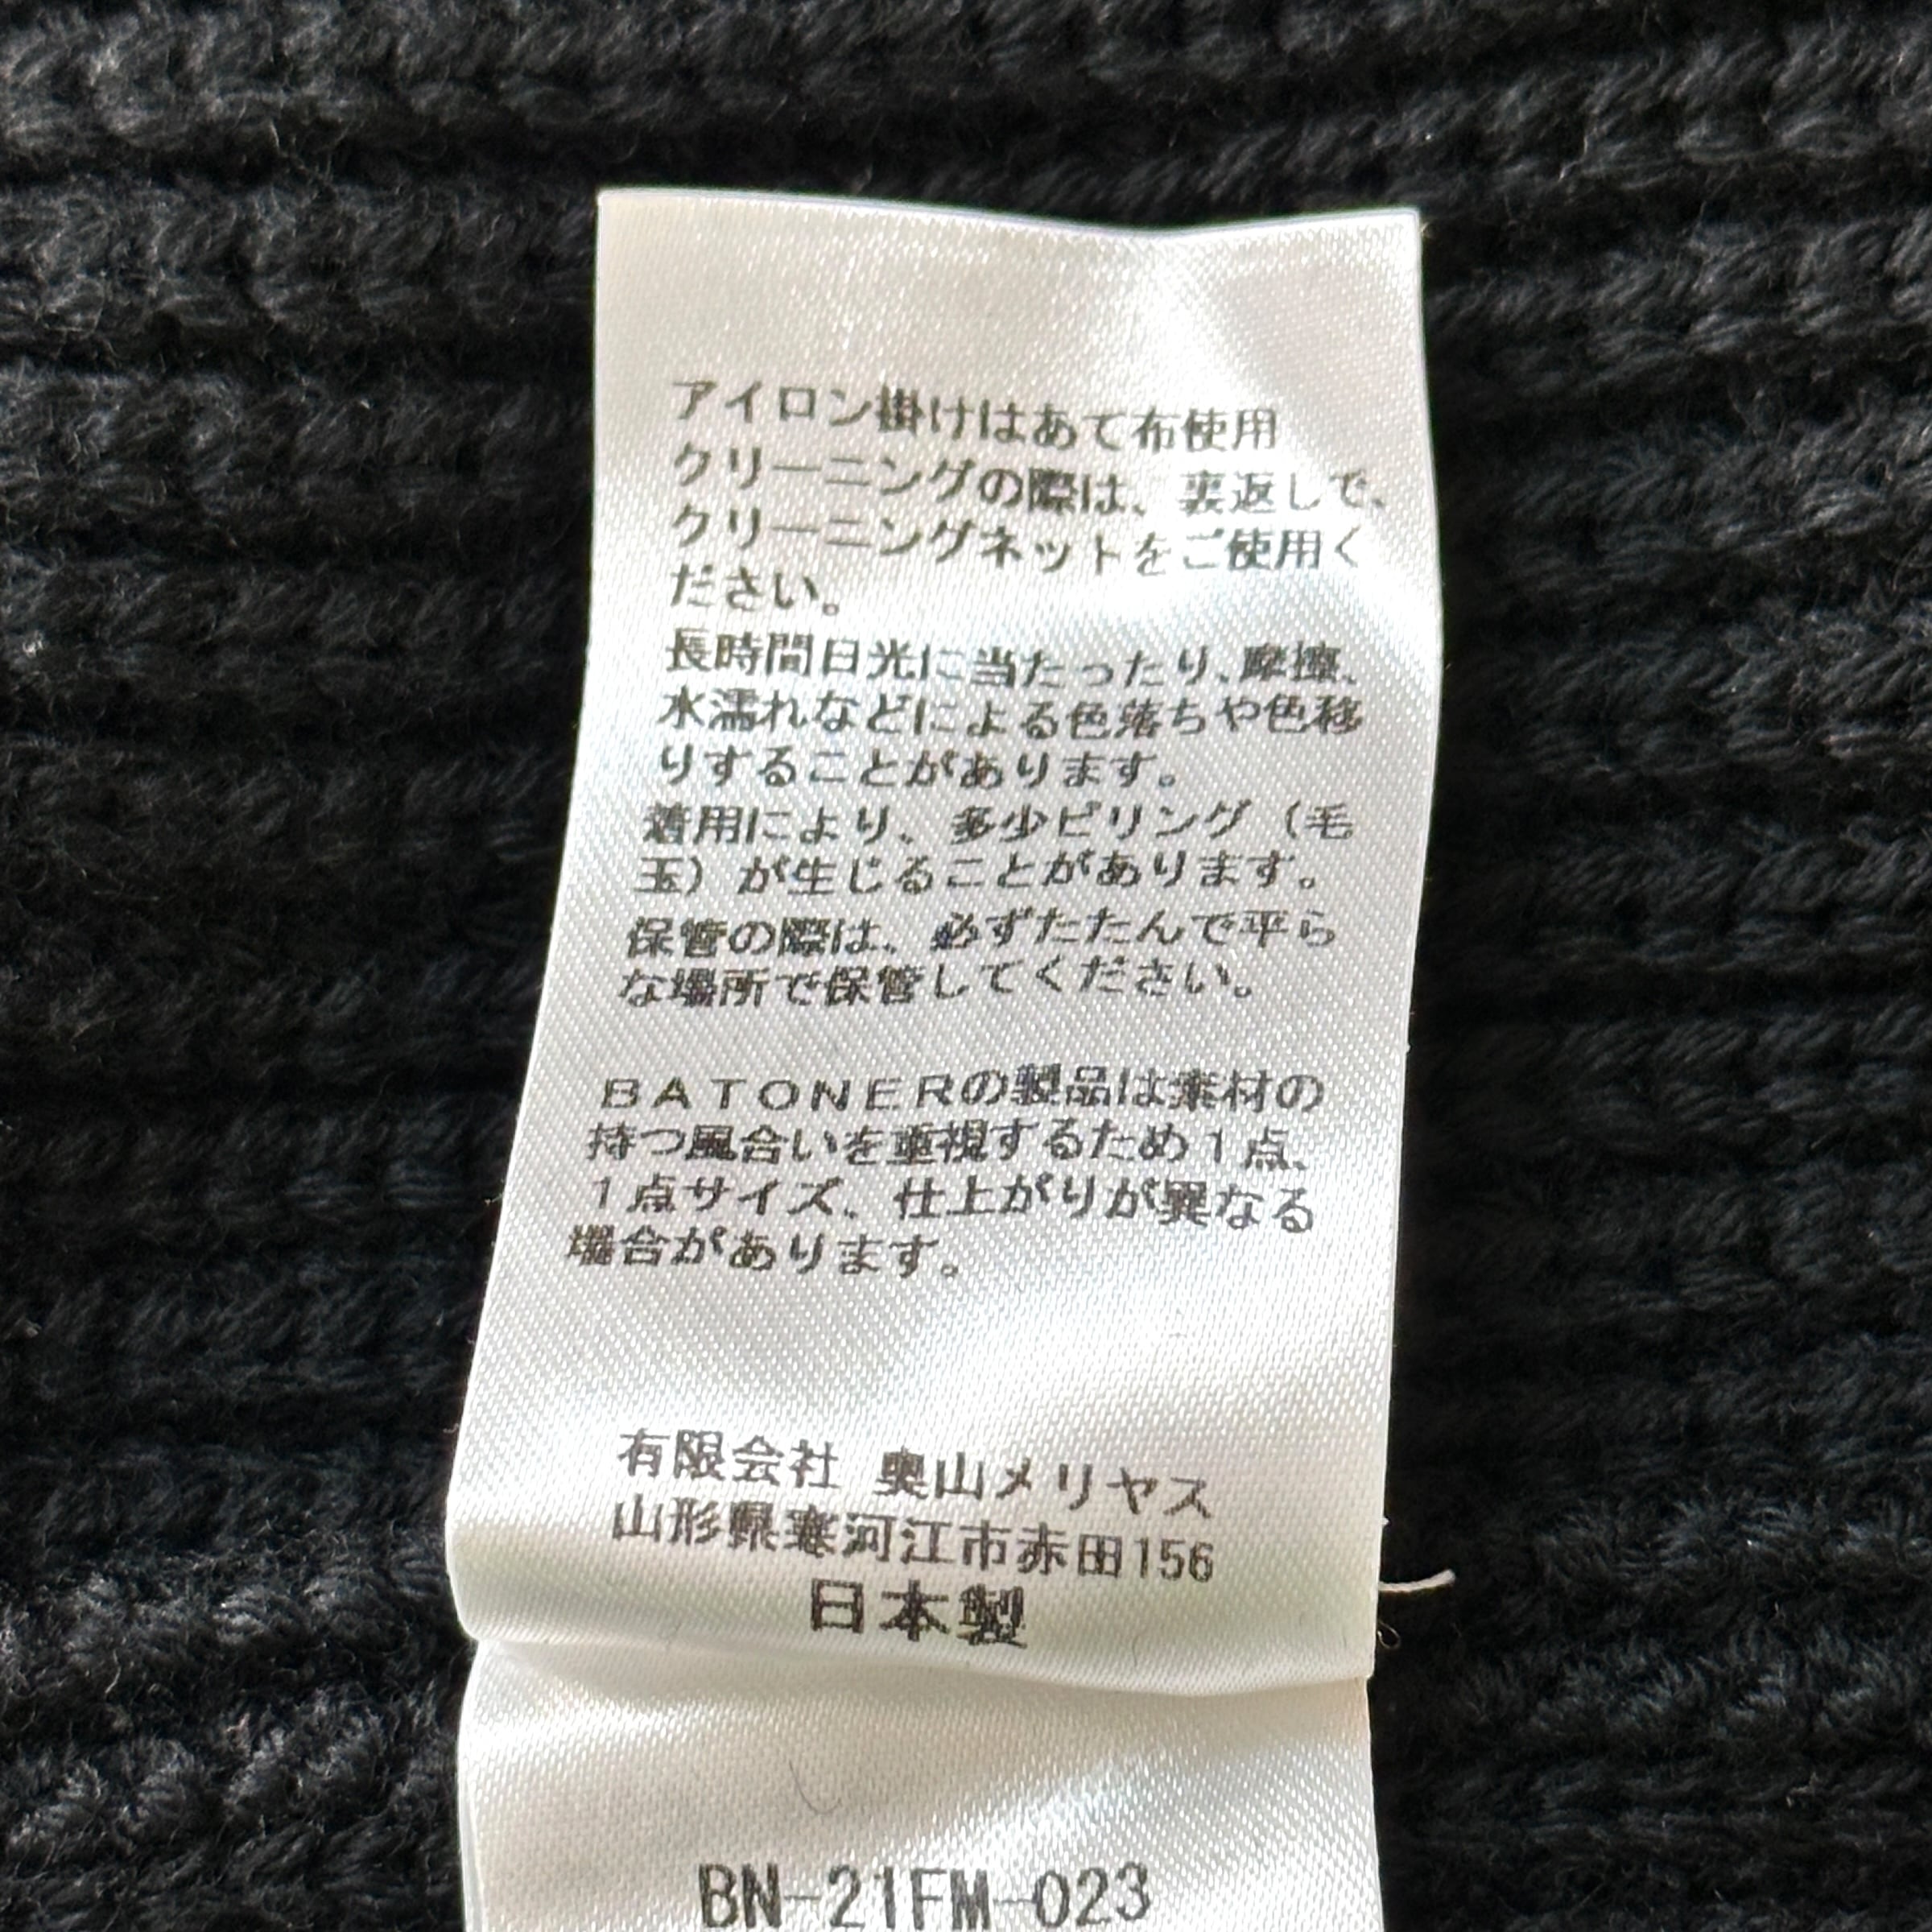 アイロン掛けはあて布使用
クリーニングの際は、裏返しで、
クリーニングネットをご使用く
ださい。
長時間日光に当たったり、摩擦、
水濡れなどによる色落ちや色移
りすることがあります。
着用により、多少ピリング（毛
玉）が生じることがあります。
保管の際は、必ずたたんで平ら
な場所で保管してください。
BATONERの製品は素材の
持つ風合いを重視するため1点、
1点サイズ、仕上がりが異なる
場合があります。
有限会社 奥山メリヤス
山形県寒河江市赤田156
日本製
BN-21FM-023